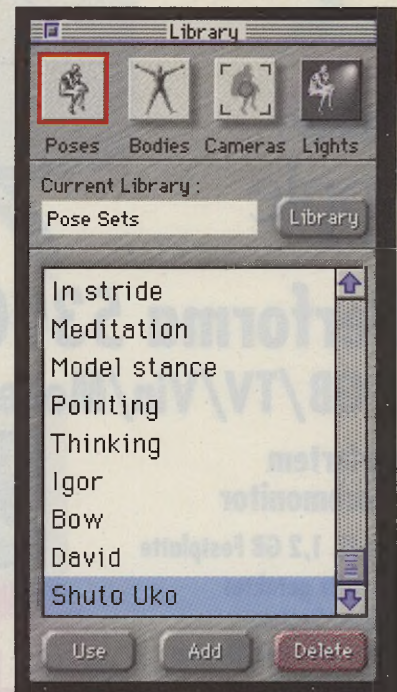 Library
Poses Bodies Cameras Lights
Current Library :
Pose Sets Library
In stride
Meditation
Model stance
Pointing
Thinking
Igor
Bow
David
Shuto Uko
Use Add Delete